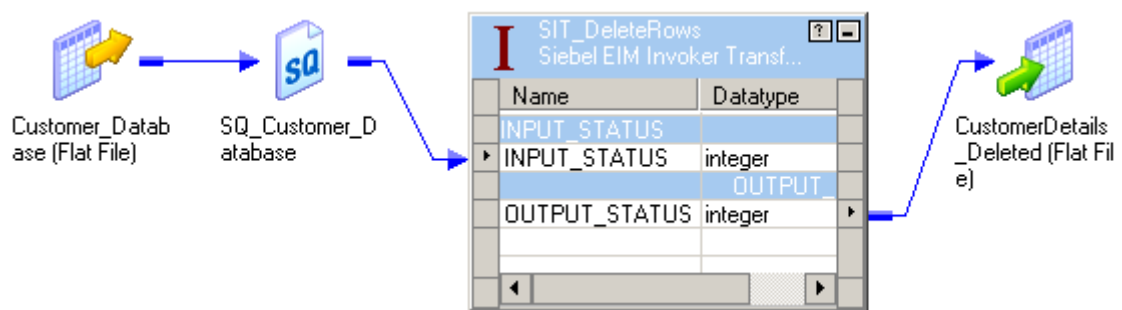 Customer_Datab
ase (Flat File)
SQ
SQ_Customer_D
atabase
I
SIT_DeleteRows
Siebel EIM Invoker Transf...
?
Name Datatype
INPUT_STATUS
INPUT_STATUS integer
OUTPUT_
OUTPUT_STATUS integer
CustomerDetails
_Deleted (Flat Fil
e)